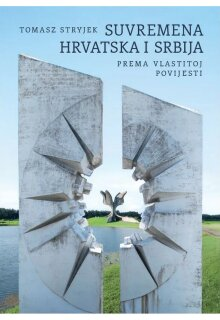 TOMASZ STRYJEK SUVREMENA
HRVATSKA I SRBIJA
PREMA VLASTITOJ
POVIJESTI